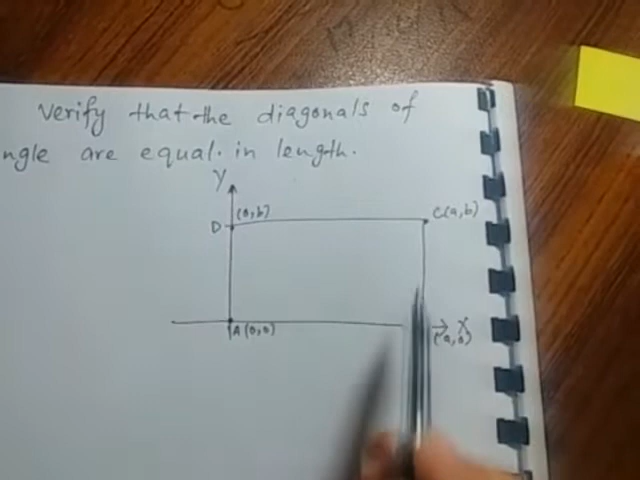 Verify that the diagonals of
ngle are equal. in length.
Y
D (0,b) C(a,b)
A(0,0) X
(a,0)